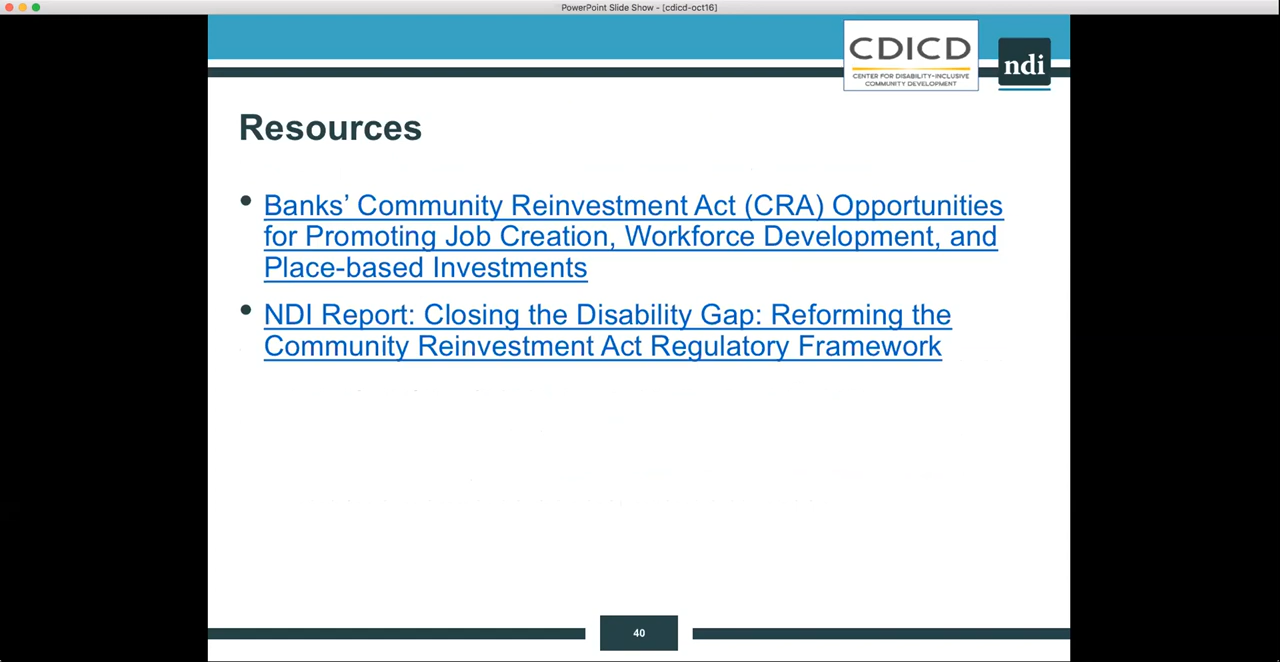 PowerPoint Slide Show - [cdicd-oct16]
CDICD
CENTER FOR DISABILITY-INCLUSIVE
COMMUNITY DEVELOPMENT
ndi
Resources
• Banks’ Community Reinvestment Act (CRA) Opportunities
for Promoting Job Creation, Workforce Development, and
Place-based Investments
• NDI Report: Closing the Disability Gap: Reforming the
Community Reinvestment Act Regulatory Framework
40